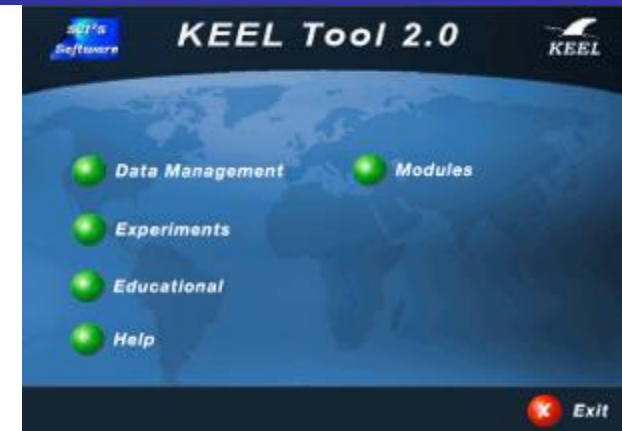 SCI²S
Software
KEEL Tool 2.0
KEEL
Data Management
Modules
Experiments
Educational
Help
X Exit